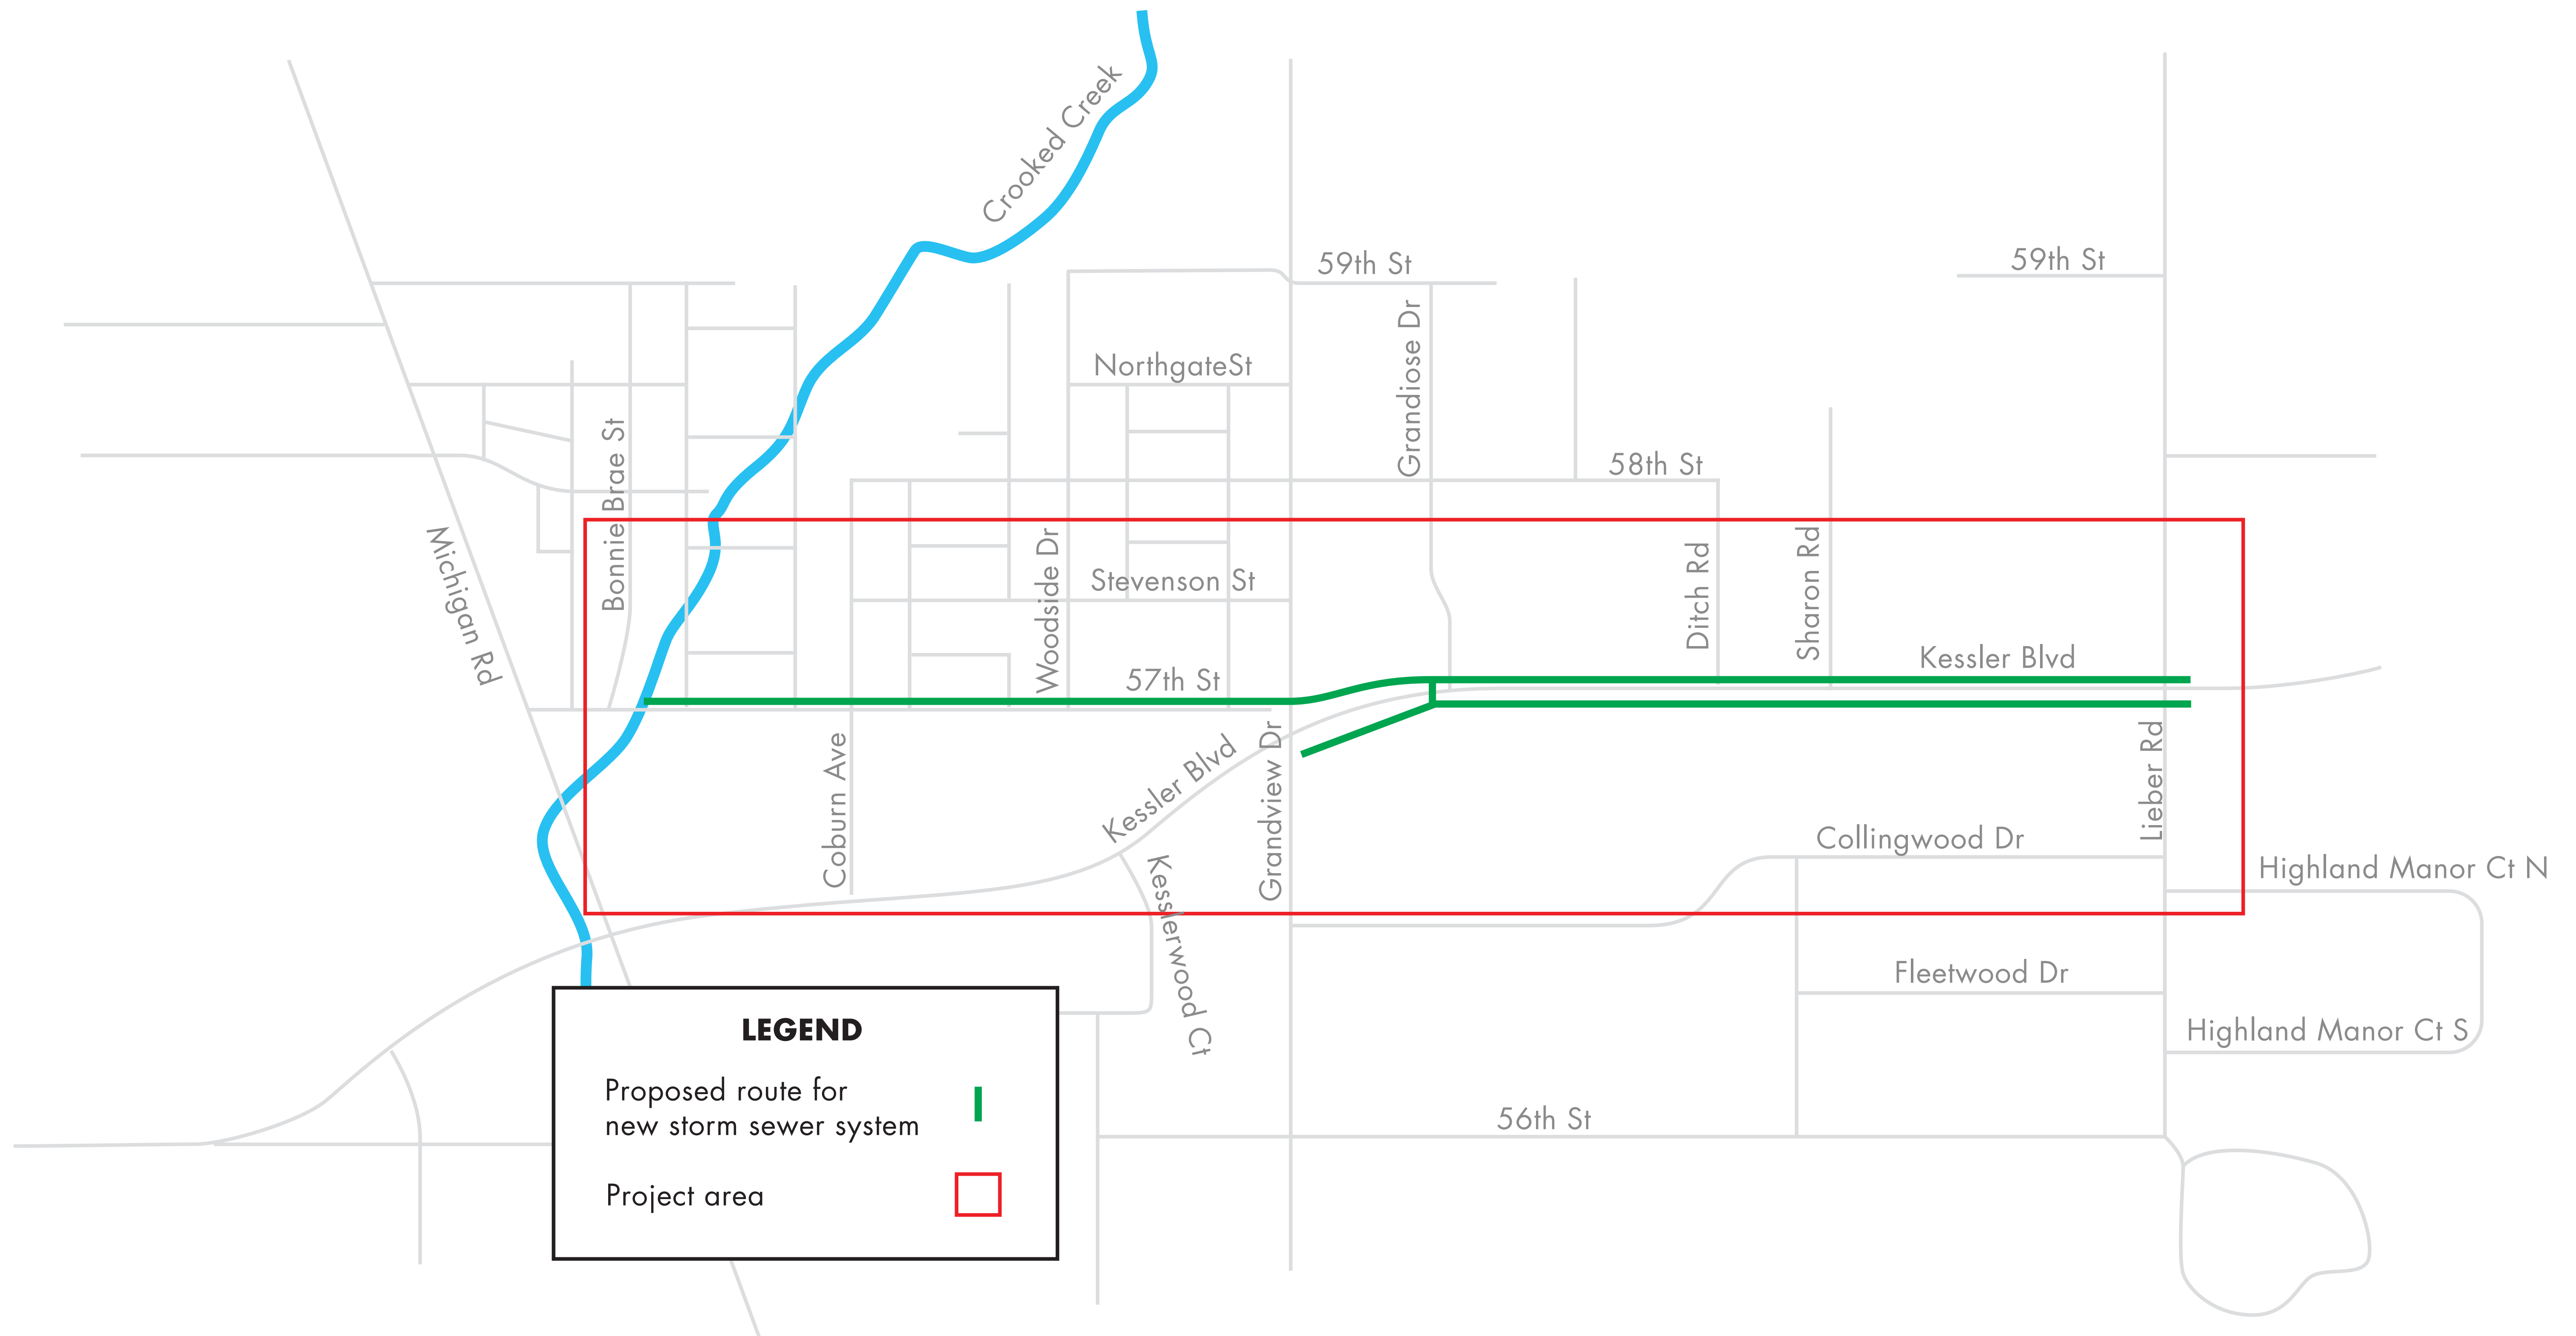 Crooked Creek
59th St
59th St
NorthgateSt
Grandiose Dr
58th St
Bonnie Brae St
Michigan Rd
Woodside Dr
Stevenson St
Ditch Rd
Sharon Rd
57th St
Kessler Blvd
Coburn Ave
Kessler Blvd
Grandview Dr
Lieber Rd
Collingwood Dr
Highland Manor Ct N
Kesslerwood Ct
Fleetwood Dr
Highland Manor Ct S
56th St
LEGEND
Proposed route for
new storm sewer system
Project area